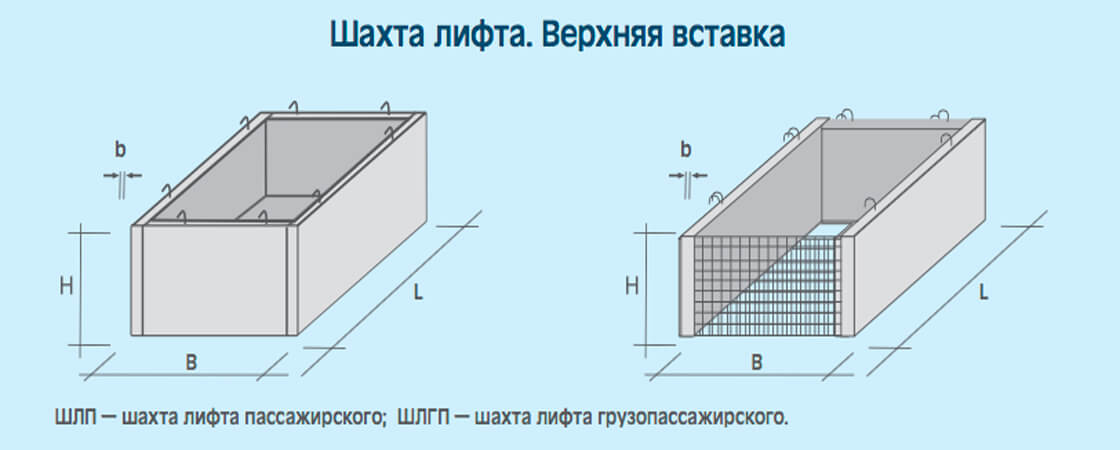 Шахта лифта. Верхняя вставка
b
H
B
L
b
H
B
L
ШЛП — шахта лифта пассажирского; ШЛГП — шахта лифта грузопассажирского.